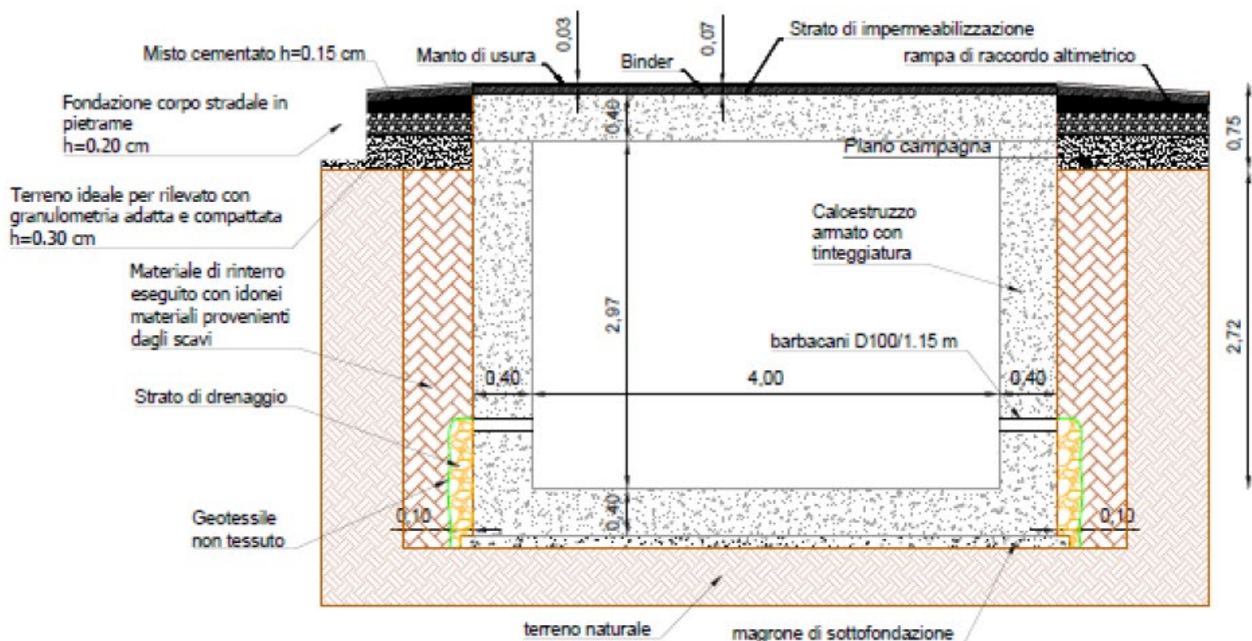 0,03
0,07
Strato di impermeabilizzazione
Misto cementato h=0.15 cm
Manto di usura
Binder
rampa di raccordo altimetrico
Fondazione corpo stradale in
pietrame
h=0.20 cm
0,40
0,75
Plano campagna
Terreno ideale per rilevato con
granulometria adatta e compattata
h=0.30 cm
Calcestruzzo
armato con
tinteggiatura
Materiale di rinterro
eseguito con idonei
materiali provenienti
dagli scavi
2,97
2,72
barbacani D100/1.15 m
0,40
4,00
0,40
Strato di drenaggio
0,40
Geotessile
non tessuto
0,10
0,10
terreno naturale
magrone di sottofondazione